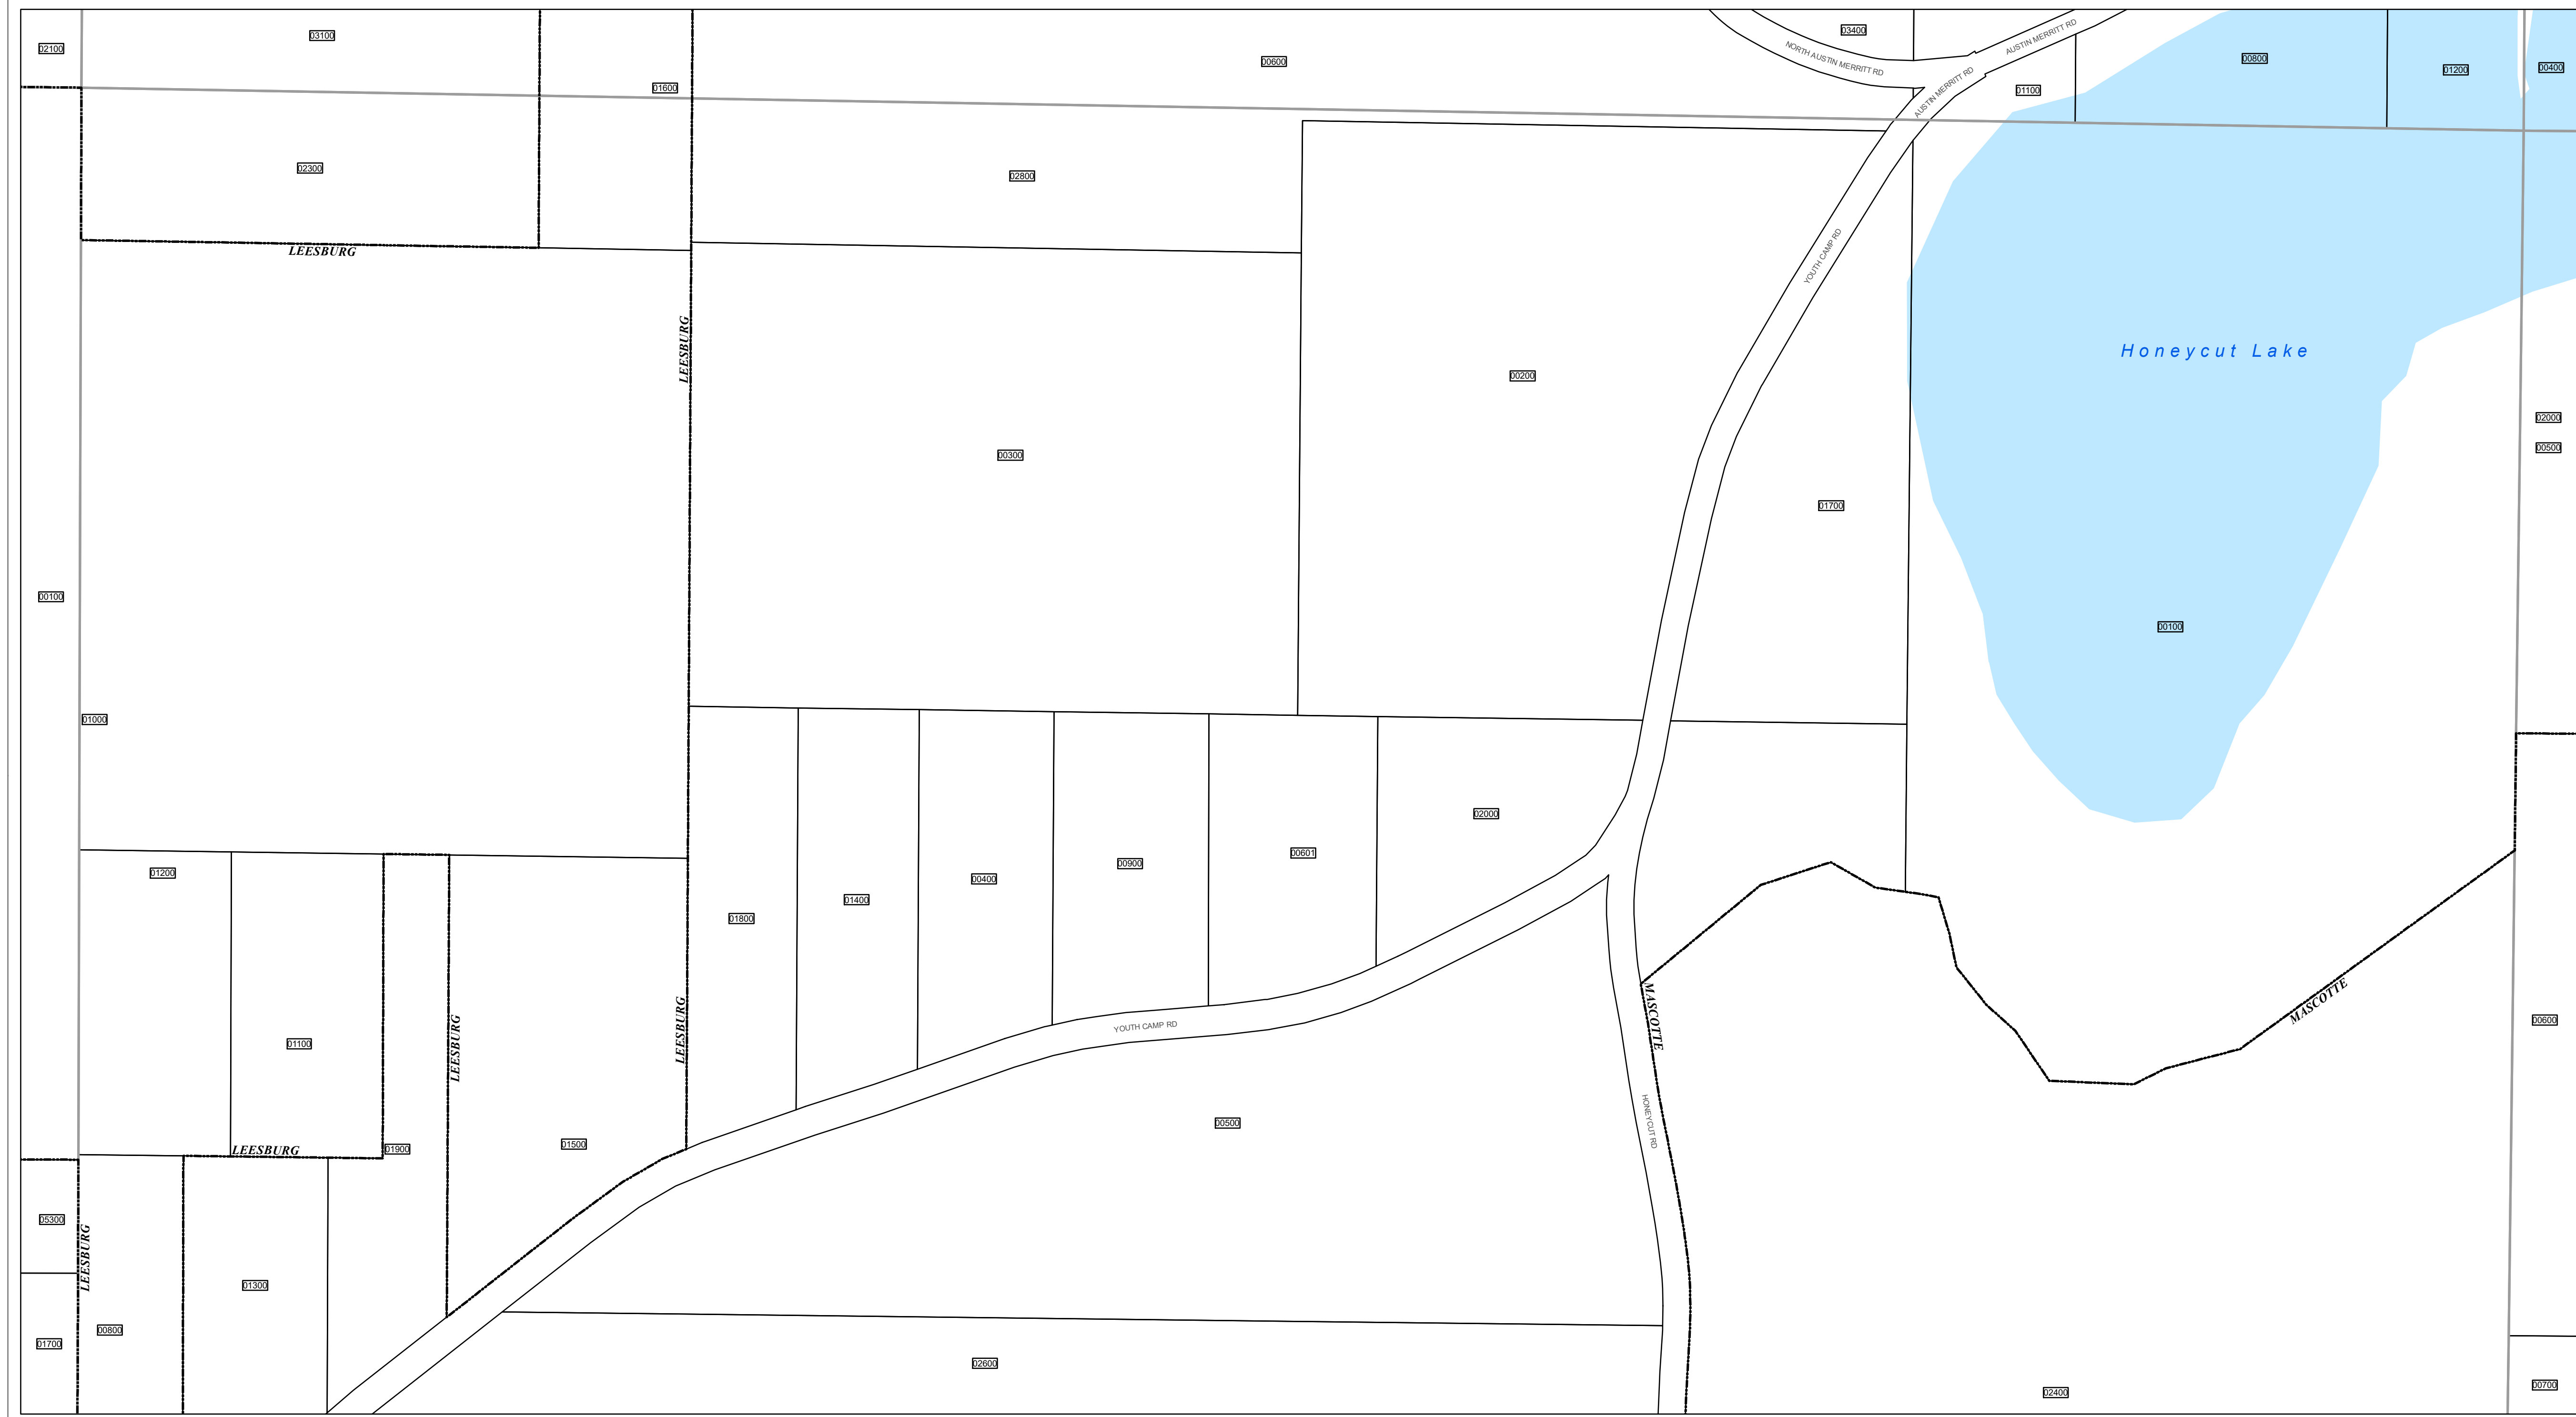 03400
AUSTIN MERRITT RD
03100
02100
NORTH AUSTIN MERRITT RD
00600
00800
01200
00400
01600
AUSTIN MERRITT RD
01100
02300
02800
LEESBURG
YOUTH CAMP RD
LEESBURG
Honeycut Lake
00200
02000
00500
00300
01700
00100
00100
01000
02000
00601
00900
01200
00400
01400
01800
MASCOTTE
MASCOTTE
00600
YOUTH CAMP RD
LEESBURG
LEESBURG
01100
00500
HONEYCUT RD
01500
LEESBURG
01900
05300
LEESBURG
01300
00800
01700
02600
00700
02400